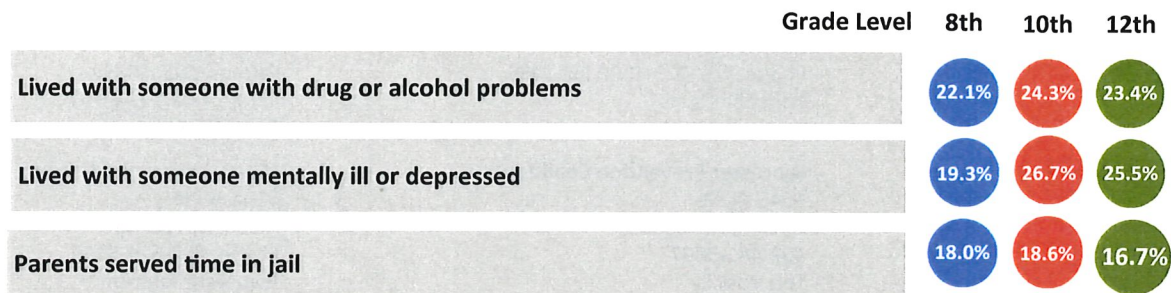 Grade Level 8th 10th 12th
Lived with someone with drug or alcohol problems 22.1% 24.3% 23.4%
Lived with someone mentally ill or depressed 19.3% 26.7% 25.5%
Parents served time in jail 18.0% 18.6% 16.7%